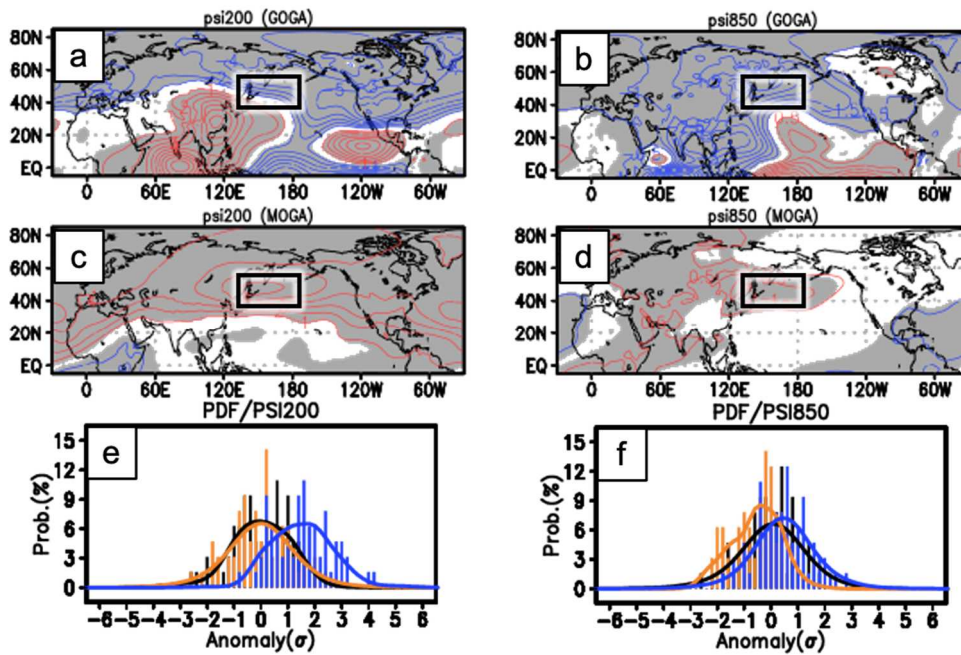 psi200 (GOGA)
psi850 (GOGA)
a
b
80N
60N
40N
20N
EQ
80N
60N
40N
20N
EQ
0 60E 120E 180 120W 60W
0 60E 120E 180 120W 60W
psi200 (MOGA)
psi850 (MOGA)
c
d
80N
60N
40N
20N
EQ
80N
60N
40N
20N
EQ
0 60E 120E 180 120W 60W
0 60E 120E 180 120W 60W
PDF/PSI200
PDF/PSI850
e
f
Prob.(%)
15
12
9
6
3
0
Prob.(%)
15
12
9
6
3
0
-6 -5 -4 -3 -2 -1 0 1 2 3 4 5 6
-6 -5 -4 -3 -2 -1 0 1 2 3 4 5 6
Anomaly(σ)
Anomaly(σ)